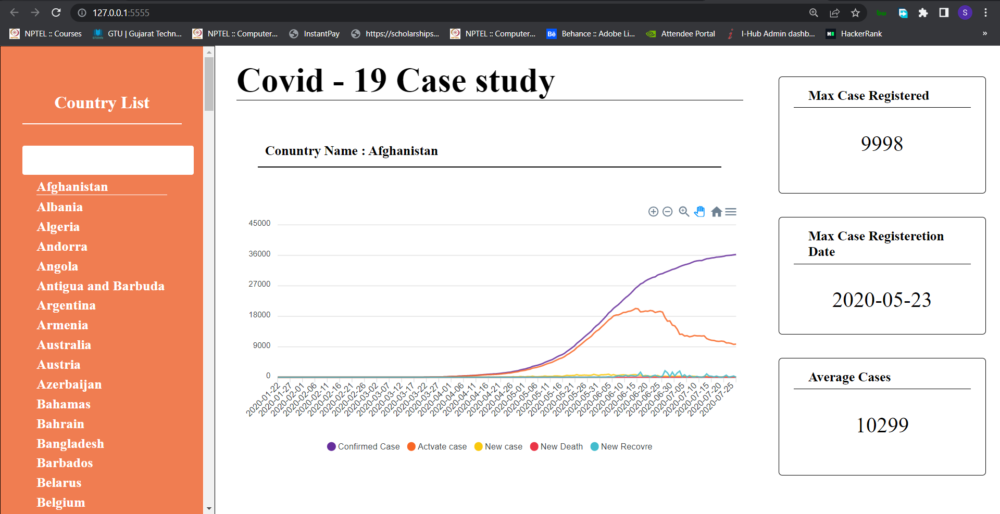 127.0.0.1:5555
S
NPTEL :: Courses
GTU | Gujarat Techn...
NPTEL :: Computer...
InstantPay
https://scholarships...
NPTEL :: Computer...
Bē Behance :: Adobe Li...
Attendee Portal
I-Hub Admin dashb...
HackerRank
»
Country List
Afghanistan
Albania
Algeria
Andorra
Angola
Antigua and Barbuda
Argentina
Armenia
Australia
Austria
Azerbaijan
Bahamas
Bahrain
Bangladesh
Barbados
Belarus
Belgium
Covid - 19 Case study
Conuntry Name : Afghanistan
45000
36000
27000
18000
9000
0
2020-01-22
2020-01-27
2020-02-01
2020-02-06
2020-02-11
2020-02-16
2020-02-21
2020-02-26
2020-03-02
2020-03-07
2020-03-12
2020-03-17
2020-03-22
2020-03-27
2020-04-01
2020-04-06
2020-04-11
2020-04-16
2020-04-21
2020-04-26
2020-05-01
2020-05-06
2020-05-11
2020-05-16
2020-05-21
2020-05-26
2020-05-31
2020-06-05
2020-06-10
2020-06-15
2020-06-20
2020-06-25
2020-06-30
2020-07-05
2020-07-10
2020-07-15
2020-07-20
2020-07-25
Confirmed Case
Actvate case
New case
New Death
New Recovre
Max Case Registered
9998
Max Case Registeretion
Date
2020-05-23
Average Cases
10299